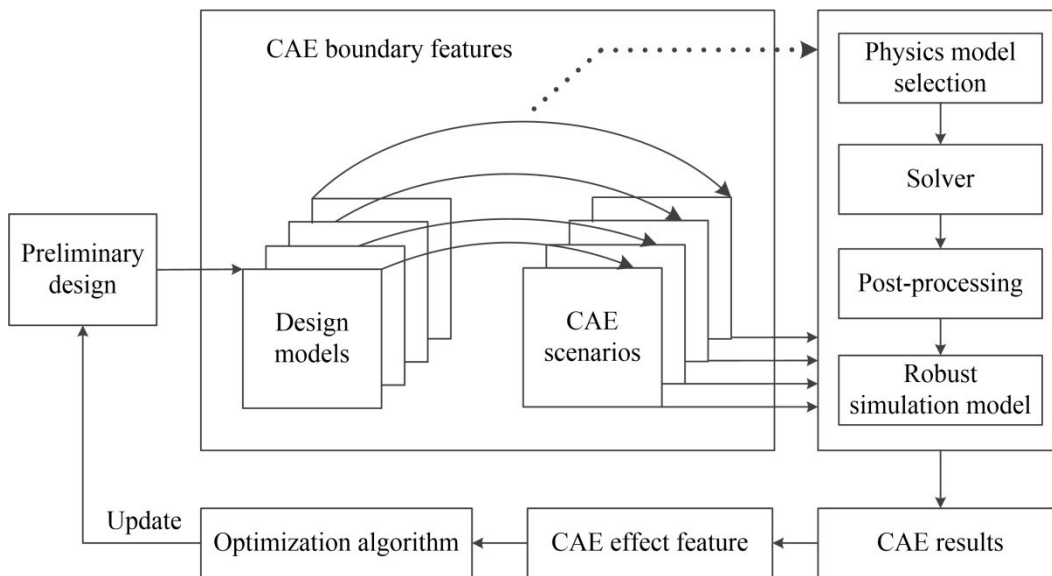 CAE boundary features
Physics model
selection
Solver
Post-processing
Robust
simulation model
Preliminary
design
Design
models
CAE
scenarios
Update
Optimization algorithm
CAE effect feature
CAE results